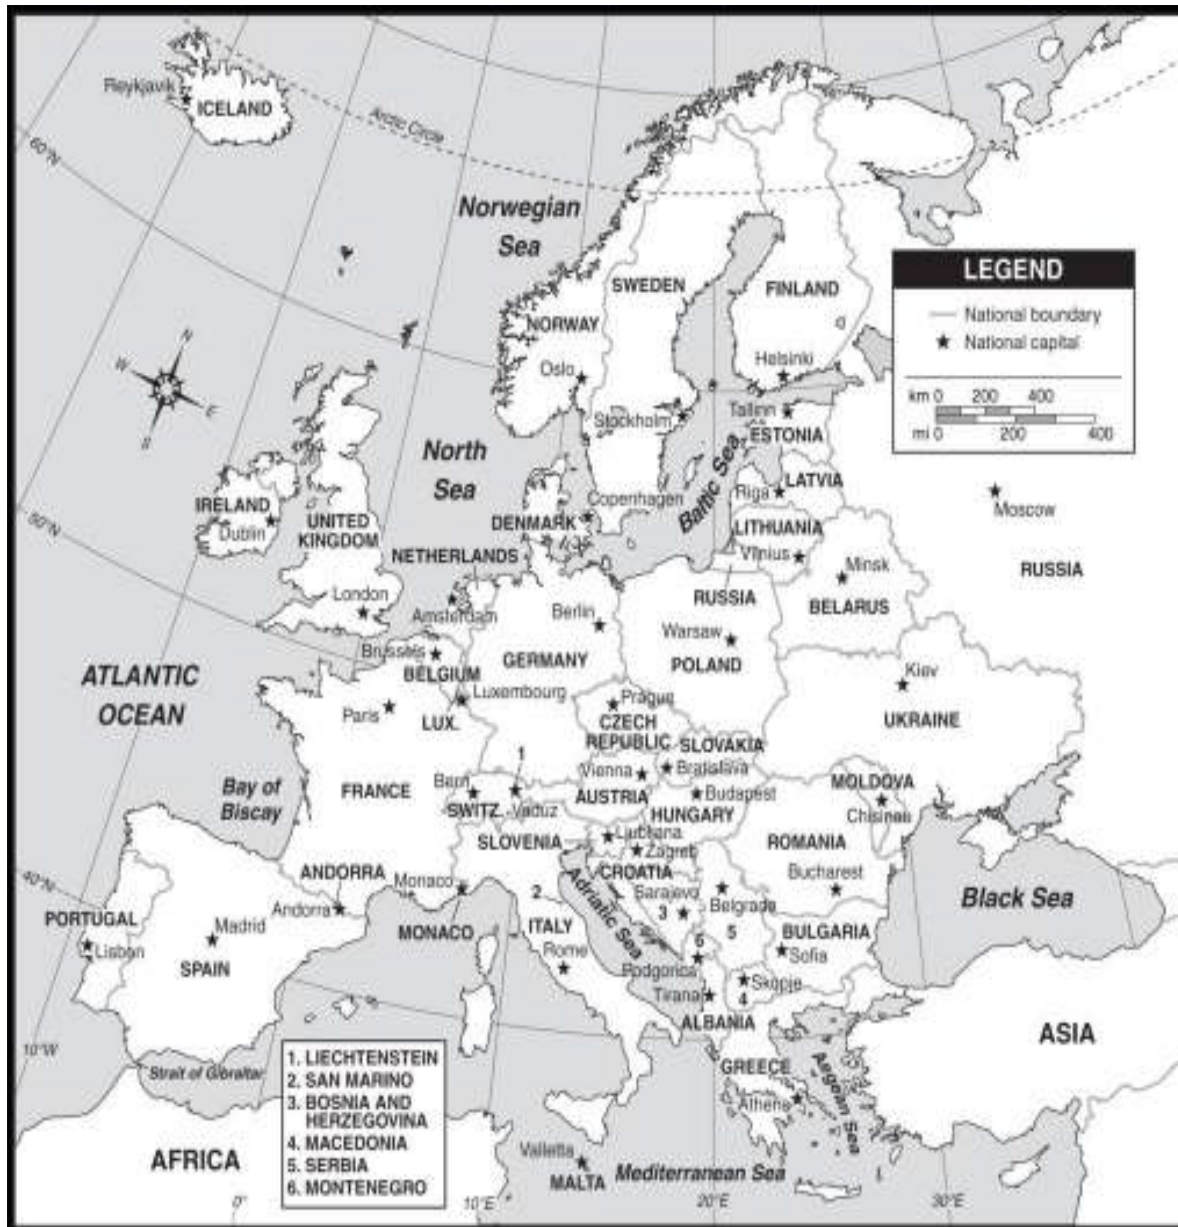 Reykjavik
ICELAND
Arctic Circle
60°N
Norwegian
Sea
SWEDEN
FINLAND
NORWAY
LEGEND
National boundary
National capital
km 0 200 400
mi 0 200 400
N
W
E
S
Oslo
Helsinki
Stockholm
Tallinn
ESTONIA
North
Sea
Baltic Sea
LATVIA
Riga
Moscow
50°N
IRELAND
Dublin
UNITED
KINGDOM
Copenhagen
DENMARK
LITHUANIA
Vilnius
NETHERLANDS
Minsk
RUSSIA
BELARUS
RUSSIA
London
Amsterdam
Berlin
Warsaw
POLAND
Brussels
BELGIUM
GERMANY
Kiev
UKRAINE
ATLANTIC
OCEAN
Luxembourg
LUX.
Paris
Prague
CZECH
REPUBLIC
SLOVAKIA
1
Vienna
Bratislava
Bay of
Biscay
FRANCE
Bern
SWITZ.
Vaduz
AUSTRIA
Budapest
HUNGARY
MOLDOVA
Chisinau
SLOVENIA
Ljubljana
Zagreb
CROATIA
ROMANIA
Bucharest
40°N
ANDORRA
Andorra
Monaco
MONACO
2
Adriatic Sea
Sarajevo
3
Belgrade
5
Black Sea
PORTUGAL
Lisbon
Madrid
SPAIN
ITALY
Rome
6
Podgorica
BULGARIA
Sofia
Skopje
4
Tirana
ALBANIA
ASIA
10°W
Strait of Gibraltar
GREECE
Athens
Aegean Sea
1. LIECHTENSTEIN
2. SAN MARINO
3. BOSNIA AND
HERZEGOVINA
4. MACEDONIA
5. SERBIA
6. MONTENEGRO
AFRICA
Valletta
MALTA
Mediterranean Sea
0°
10°E
20°E
30°E